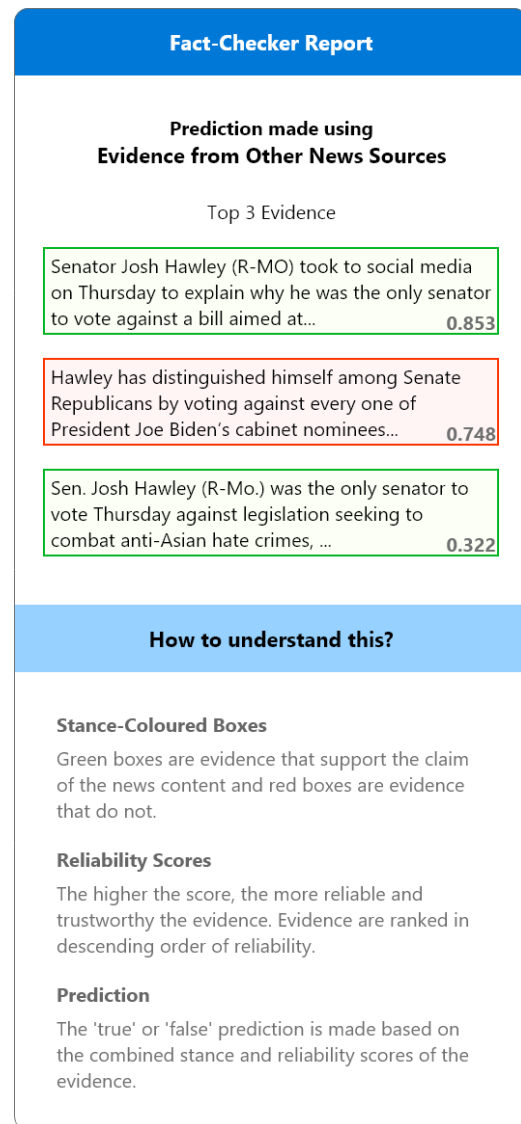 Fact-Checker Report
Prediction made using
Evidence from Other News Sources
Top 3 Evidence
Senator Josh Hawley (R-MO) took to social media
on Thursday to explain why he was the only senator
to vote against a bill aimed at...
0.853
Hawley has distinguished himself among Senate
Republicans by voting against every one of
President Joe Biden’s cabinet nominees...
0.748
Sen. Josh Hawley (R-Mo.) was the only senator to
vote Thursday against legislation seeking to
combat anti-Asian hate crimes, ...
0.322
How to understand this?
Stance-Coloured Boxes
Green boxes are evidence that support the claim
of the news content and red boxes are evidence
that do not.
Reliability Scores
The higher the score, the more reliable and
trustworthy the evidence. Evidence are ranked in
descending order of reliability.
Prediction
The 'true' or 'false' prediction is made based on
the combined stance and reliability scores of the
evidence.